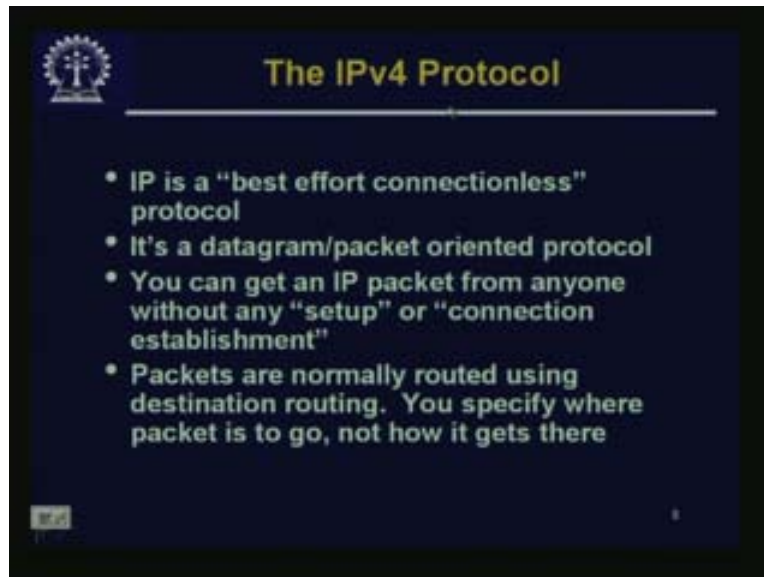 The IPv4 Protocol
• IP is a “best effort connectionless”
protocol
• It's a datagram/packet oriented protocol
• You can get an IP packet from anyone
without any “setup” or “connection
establishment”
• Packets are normally routed using
destination routing. You specify where
packet is to go, not how it gets there